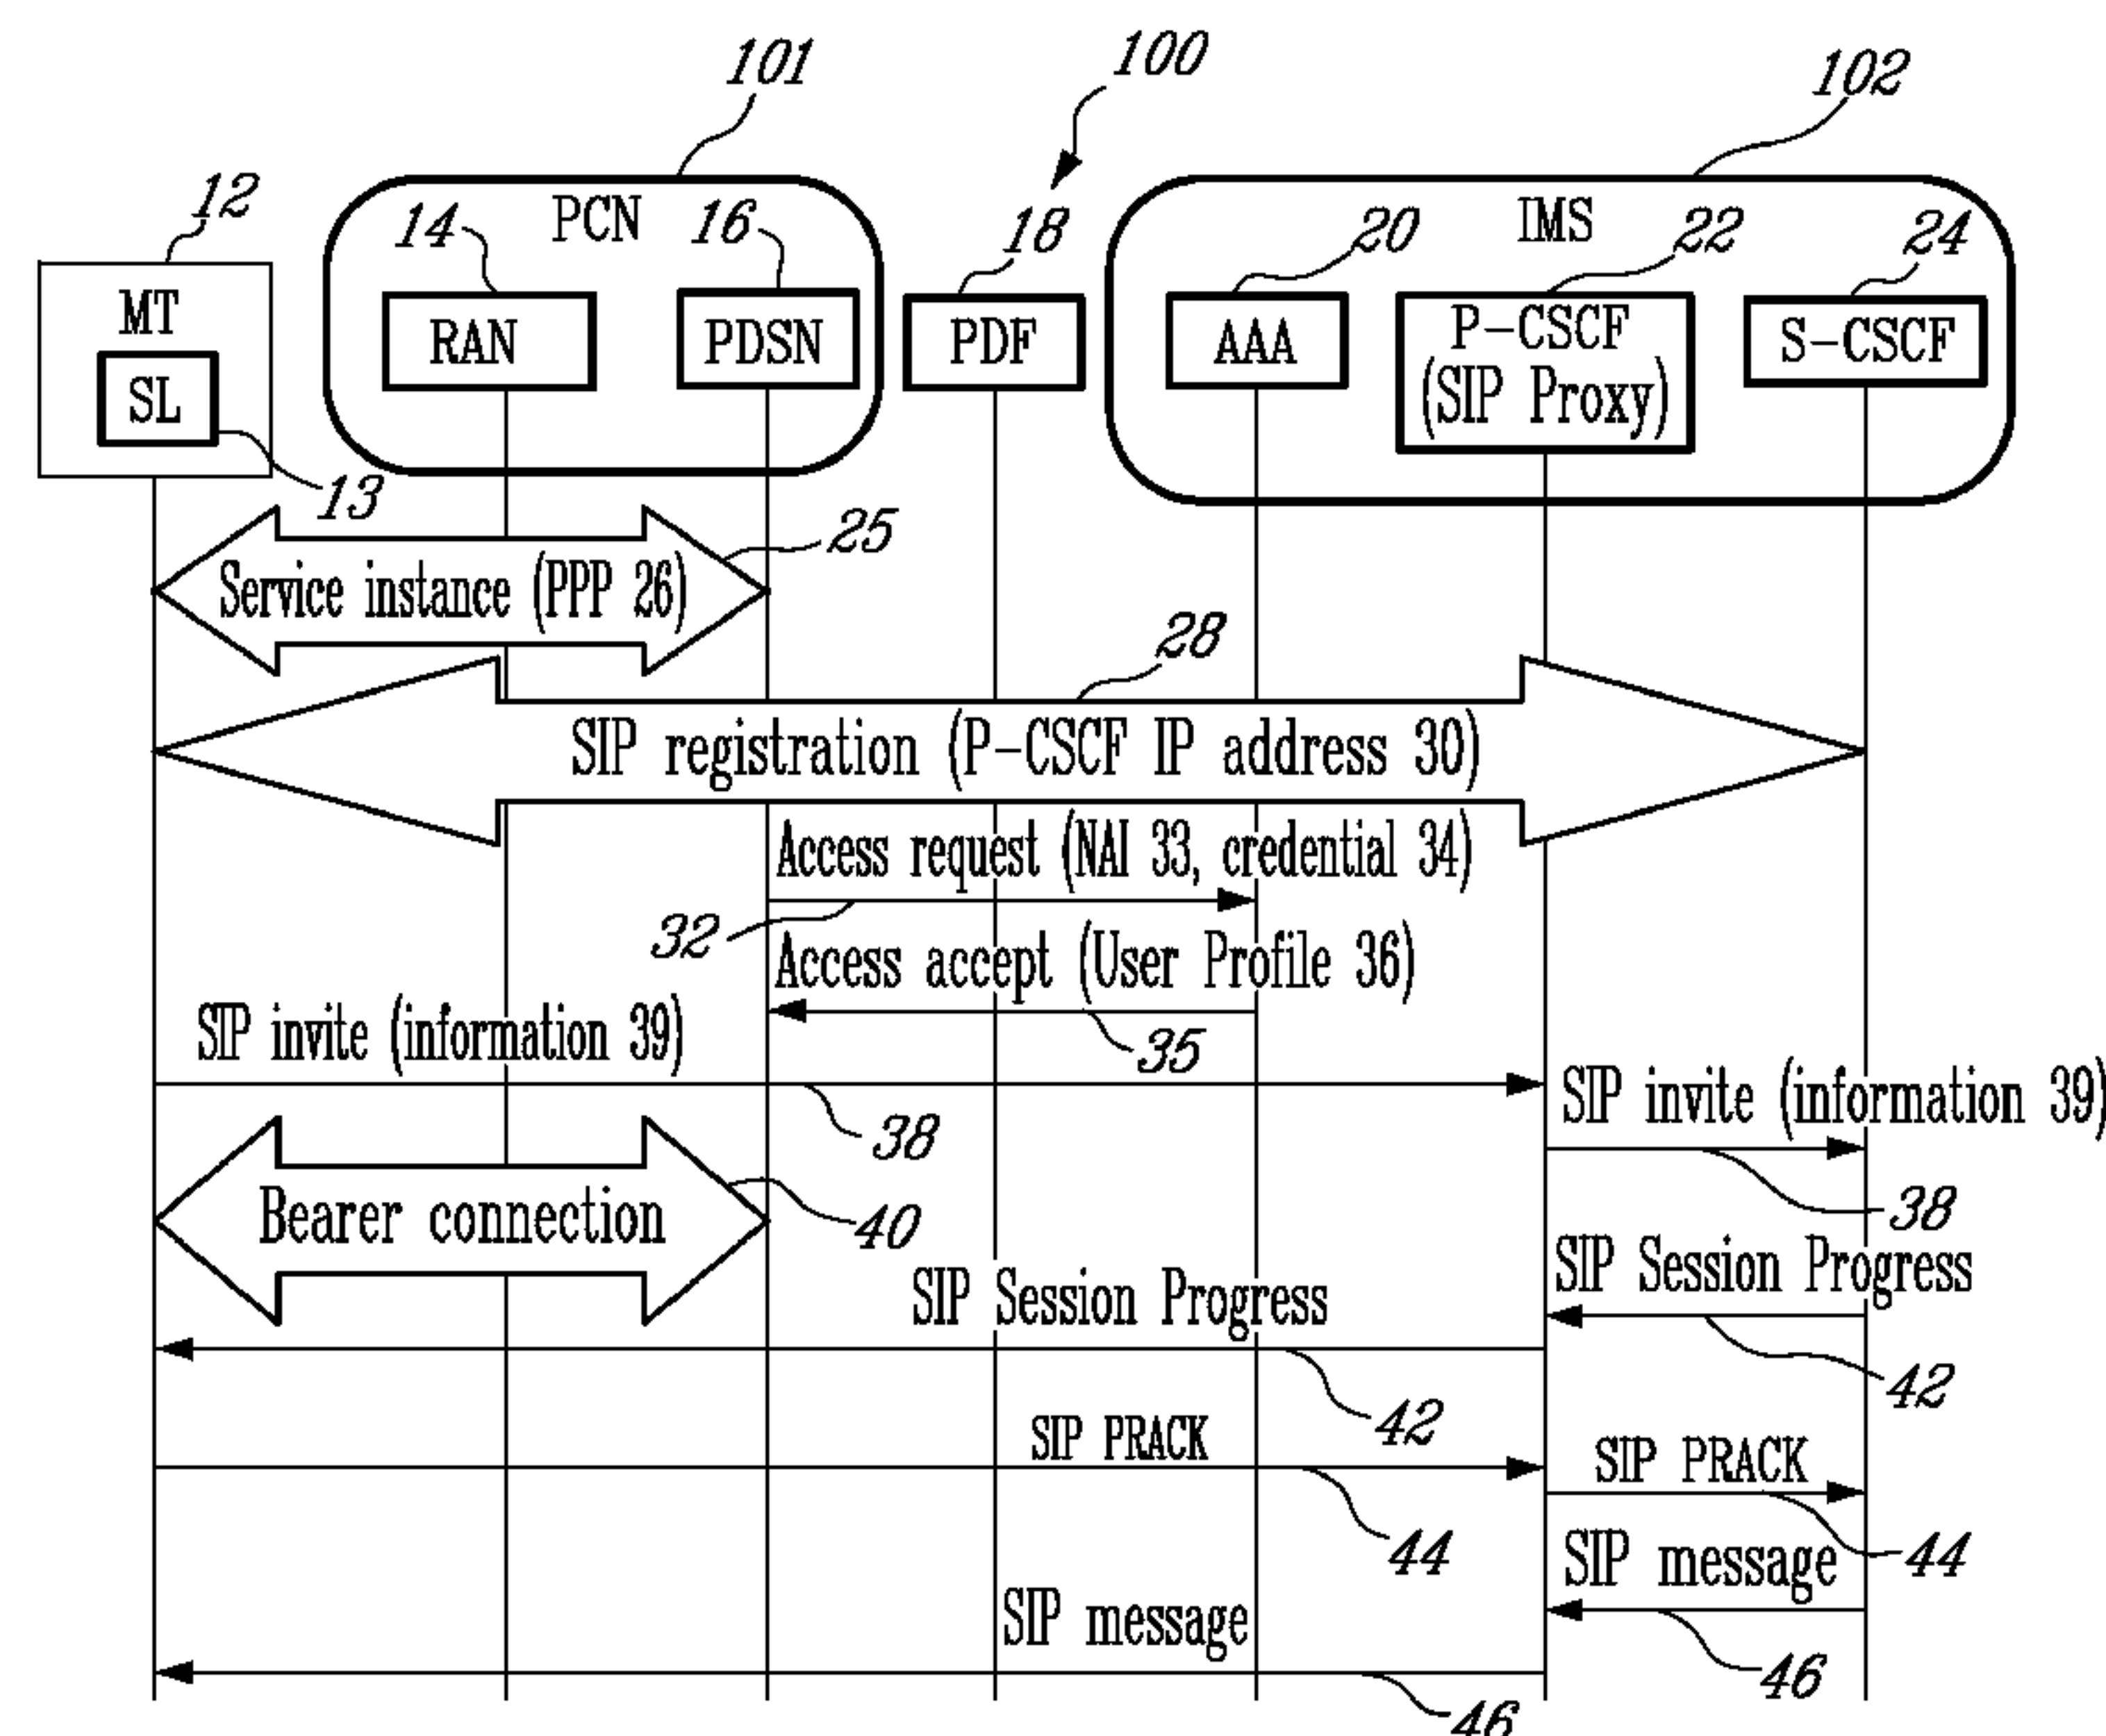 101
100
102
12
14
PCN
16
18
20
IMS
22
24
MT
RAN
PDSN
PDF
AAA
P-CSCF
(SIP Proxy)
S-CSCF
SL
13
25
Service instance (PPP 26)
28
SIP registration (P-CSCF IP address 30)
Access request (NAI 33, credential 34)
32
Access accept (User Profile 36)
SIP invite (information 39)
35
SIP invite (information 39)
38
38
Bearer connection
40
SIP Session Progress
SIP Session Progress
42
42
SIP PRACK
SIP PRACK
44
44
SIP message
SIP message
46
46